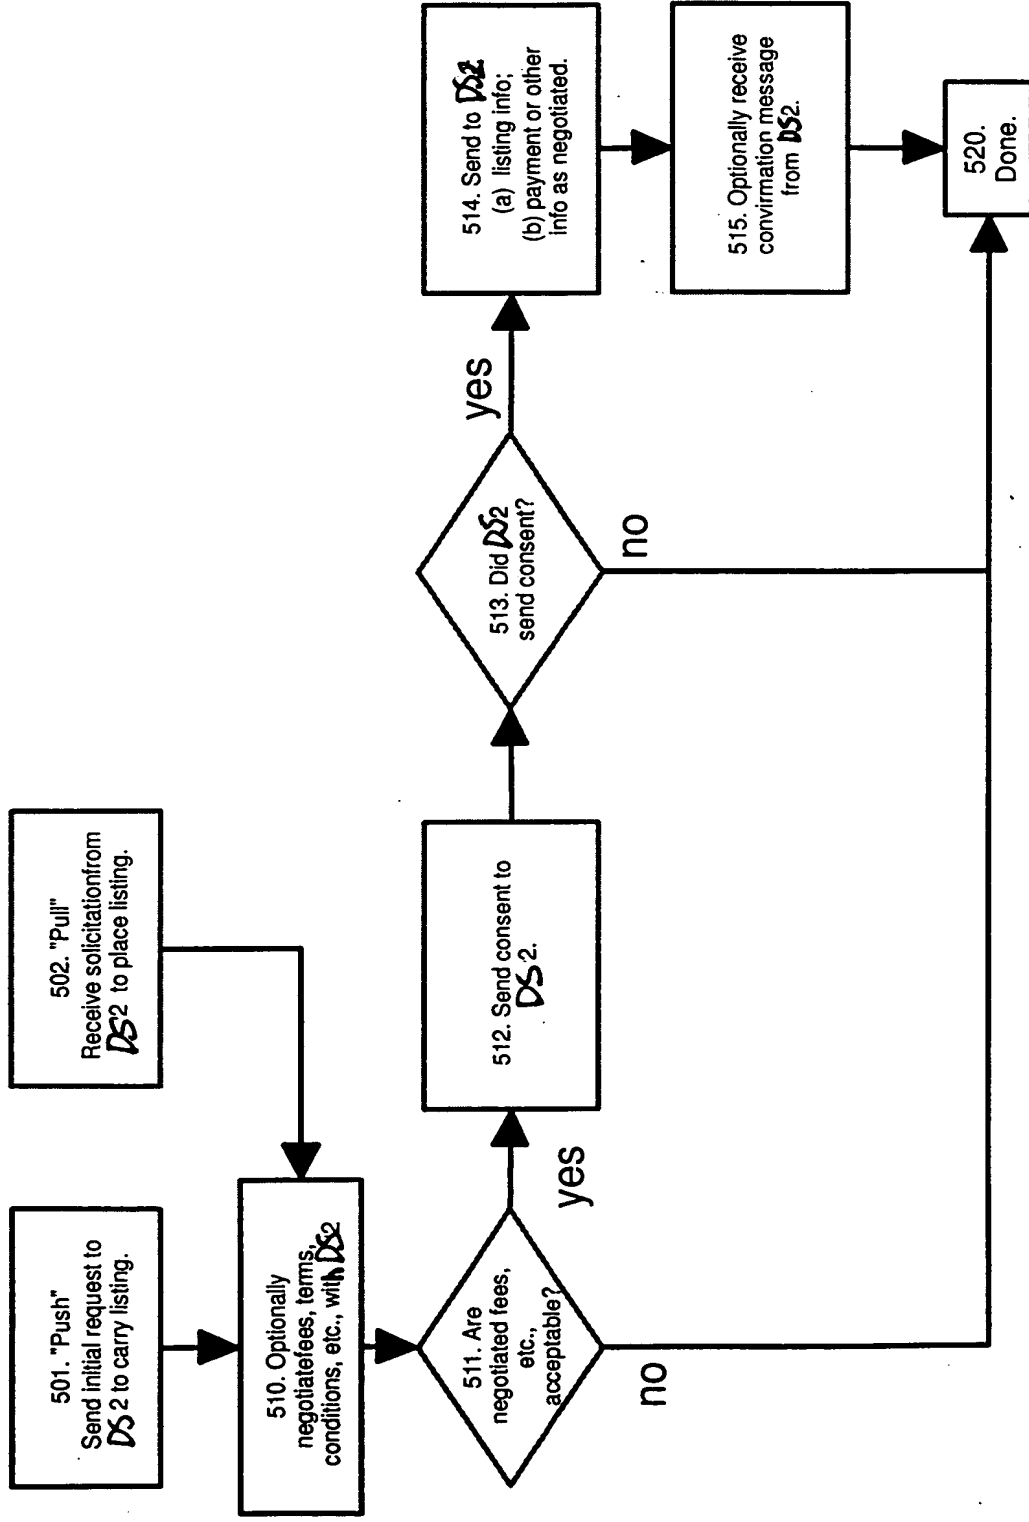 501. "Push"
Send initial request to
DS2 to carry listing.
502. "Pull"
Receive solicitationfrom
DS2 to place listing.
510. Optionally
negotiatefees, terms,
conditions, etc., with DS2
511. Are
negotiated fees,
etc.,
acceptable?
yes
no
512. Send consent to
DS2.
513. Did DS2
send consent?
yes
no
514. Send to DS2
(a) listing info;
(b) payment or other
info as negotiated.
515. Optionally receive
convirmation message
from DS2.
520.
Done.